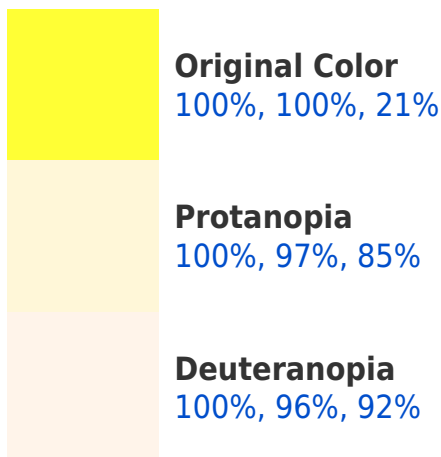 Original Color
100%, 100%, 21%
Protanopia
100%, 97%, 85%
Deuteranopia
100%, 96%, 92%